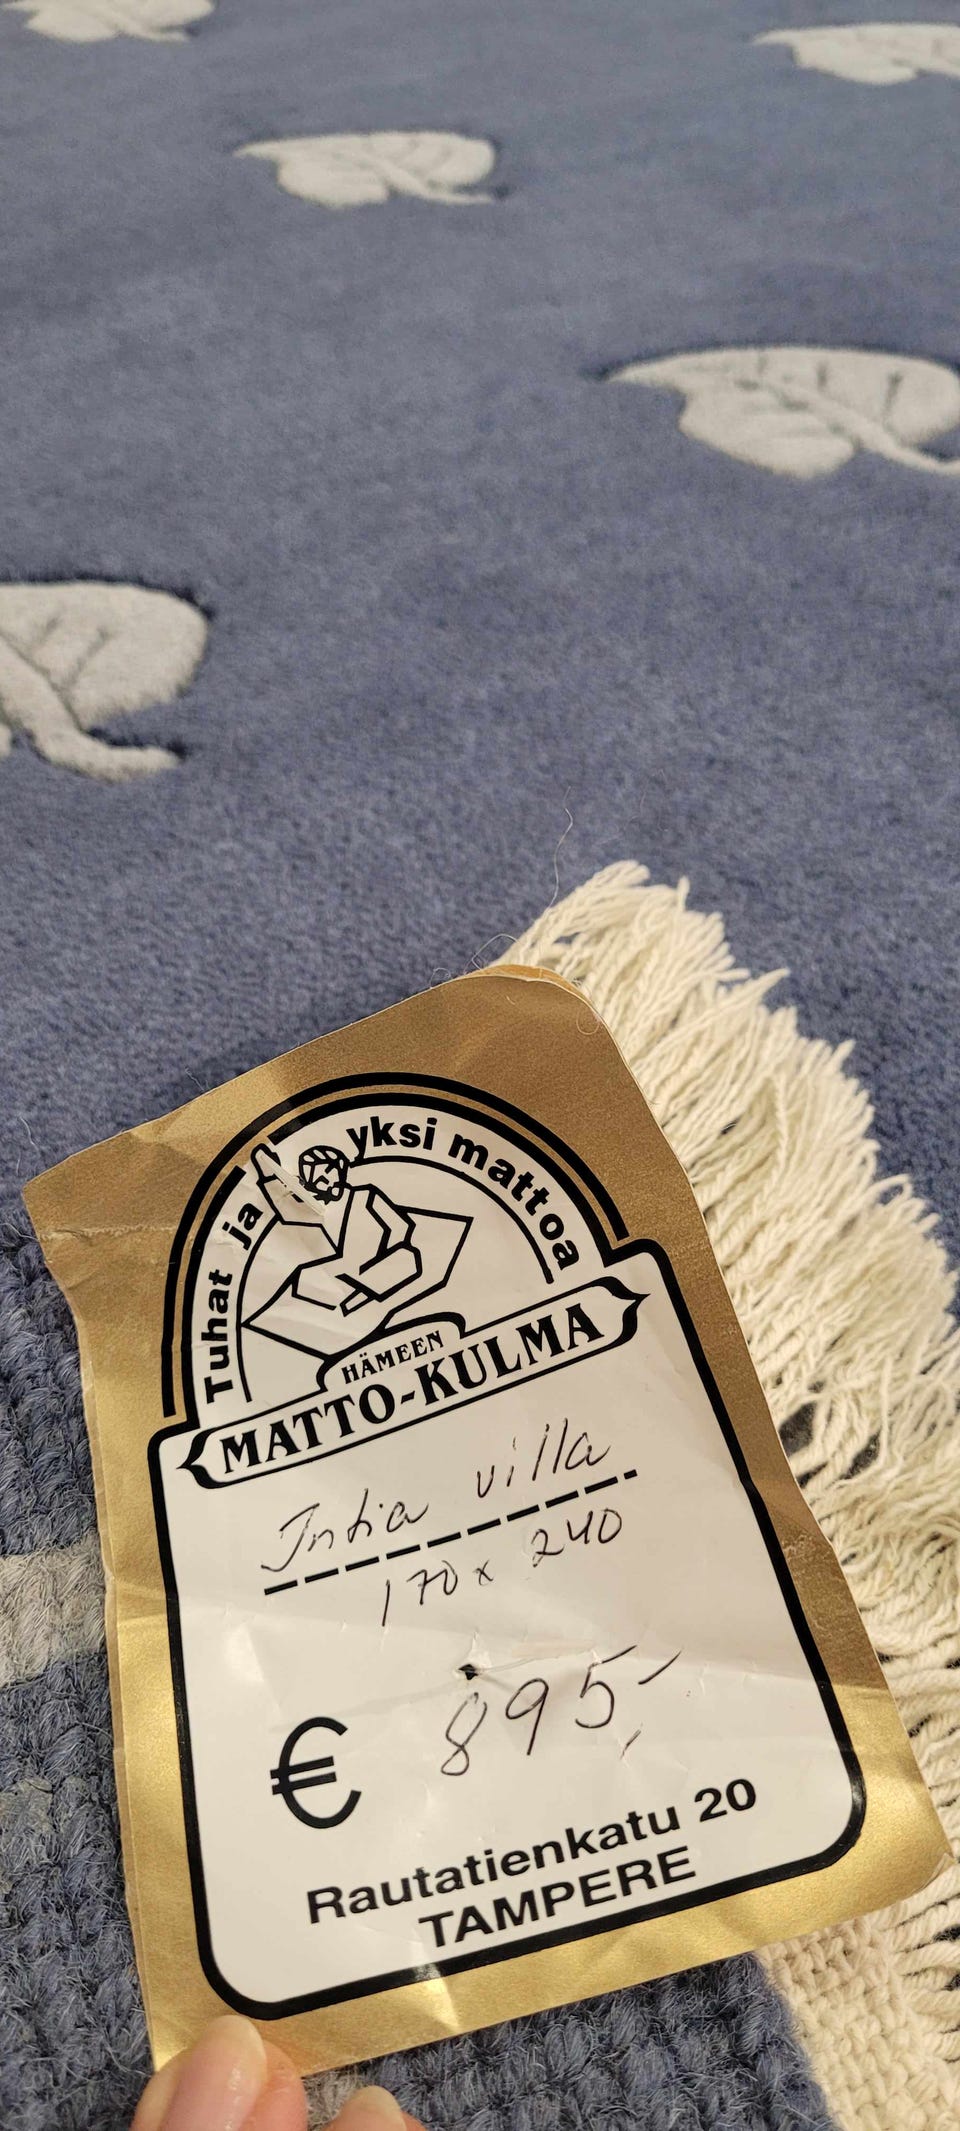 Tuhat ja yksi mattoa
HÄMEEN
MATTO-KULMA
Intia villa
170 x 240
€ 895,-
Rautatienkatu 20
TAMPERE